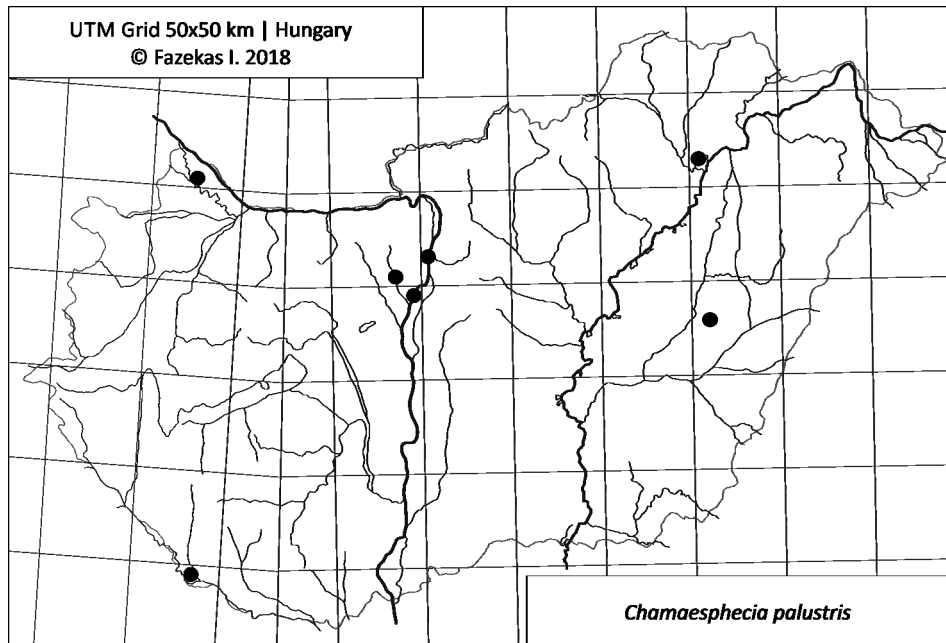 UTM Grid 50x50 km | Hungary
© Fazekas I. 2018
Chamaesphecia palustris